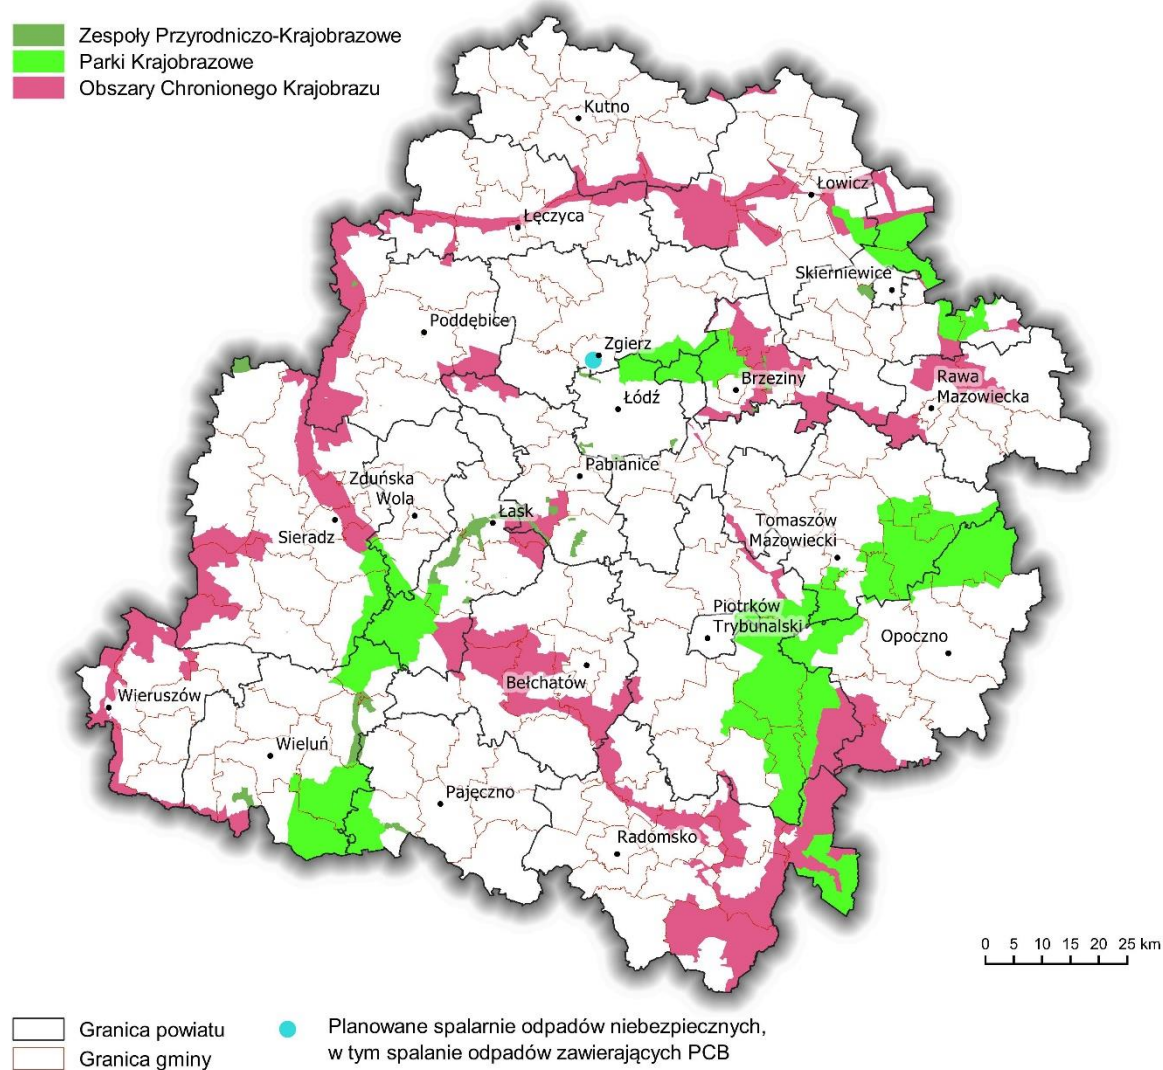 Zespoły Przyrodniczo-Krajobrazowe
Parki Krajobrazowe
Obszary Chronionego Krajobrazu
Kutno
Łowicz
Łęczyca
Skierniewice
Poddębice
Zgierz
Brzeziny
Rawa
Mazowiecka
Łódź
Pabianice
Zduńska
Wola
Łask
Sieradz
Tomaszów
Mazowiecki
Piotrków
Trybunalski
Opoczno
Bełchatów
Wieruszów
Wieluń
Pajęczno
Radomsko
0 5 10 15 20 25 km
Granica powiatu
Granica gminy
Planowane spalarnie odpadów niebezpiecznych,
w tym spalanie odpadów zawierających PCB